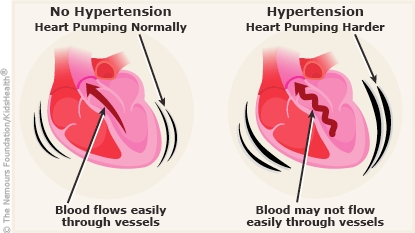 No Hypertension
Heart Pumping Normally
Blood flows easily
through vessels
Hypertension
Heart Pumping Harder
Blood may not flow
easily through vessels
© The Nemours Foundation/KidsHealth®